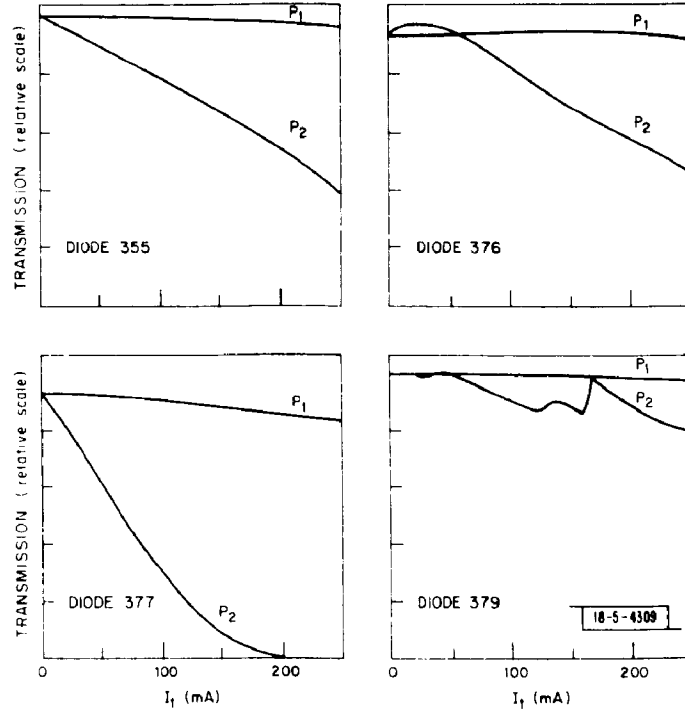 TRANSMISSION (relative scale)
P1
P2
DIODE 355
P1
P2
DIODE 376
TRANSMISSION (relative scale)
P1
P2
DIODE 377
0
100
200
I1 (mA)
P1
P2
DIODE 379
18-5-4309
0
100
200
I1 (mA)